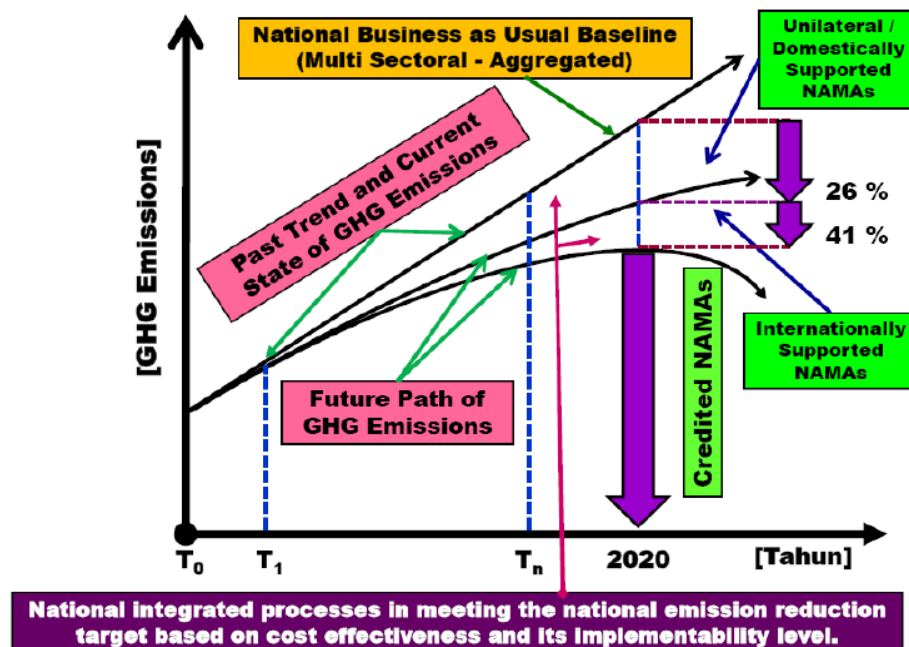 National Business as Usual Baseline
(Multi Sectoral - Aggregated)
Unilateral /
Domestically
Supported
NAMAs
[GHG Emissions]
Past Trend and Current
State of GHG Emissions
26 %
41 %
Credited NAMAs
Internationally
Supported
NAMAs
Future Path of
GHG Emissions
T0
T1
Tn
2020
[Tahun]
National integrated processes in meeting the national emission reduction
target based on cost effectiveness and its implementability level.